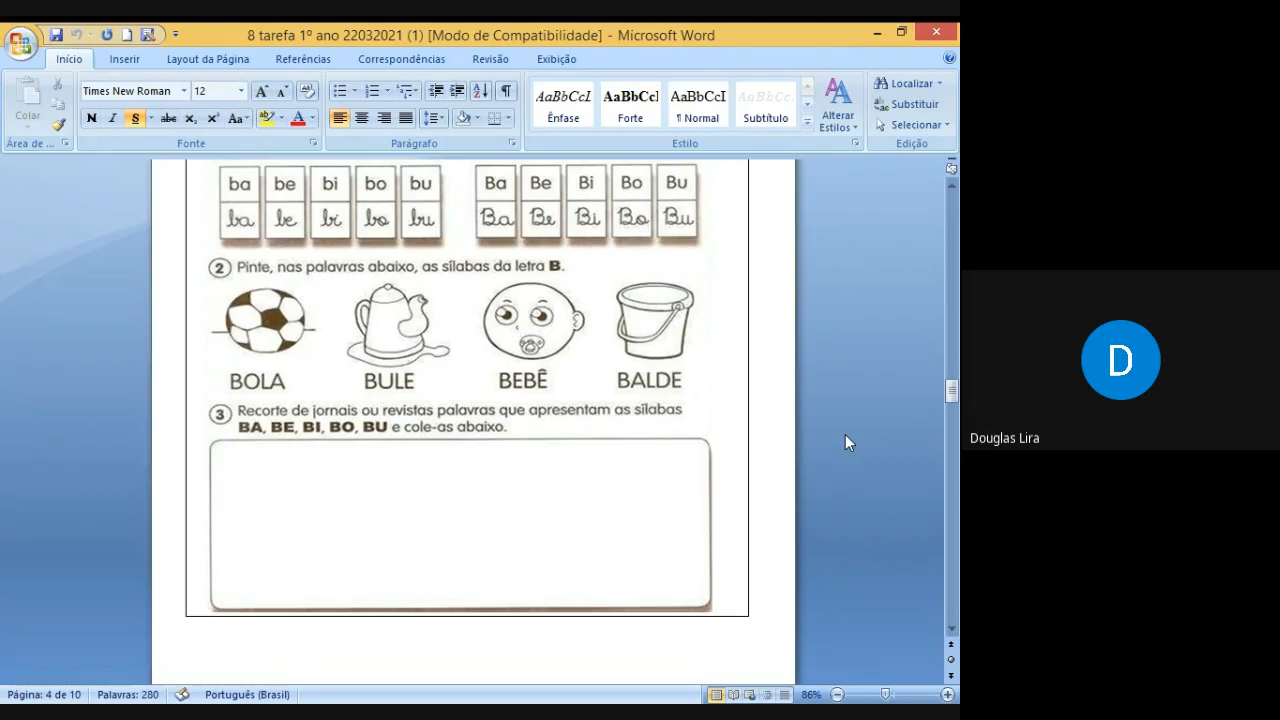 8 tarefa 1º ano 22032021 (1) [Modo de Compatibilidade] - Microsoft Word
Início Inserir Layout da Página Referências Correspondências Revisão Exibição
Times New Roman 12 AaBbCcI AaBbCcI AaBbCcI AaBbCc. Localizar
Substituir
Selecionar
Colar N I S abc x₂ x² Aa Ênfase Forte ¶ Normal Subtítulo Alterar Estilos
Área de ... Fonte Parágrafo Estilo Edição
ba be bi bo bu Ba Be Bi Bo Bu
ba be bi bo bu Ba Be Bi Bo Bu
2 Pinte, nas palavras abaixo, as sílabas da letra B.
BOLA BULE BEBÊ BALDE
3 Recorte de jornais ou revistas palavras que apresentam as sílabas
BA, BE, BI, BO, BU e cole-as abaixo.
Página: 4 de 10 Palavras: 280 Português (Brasil) 86%
D
Douglas Lira